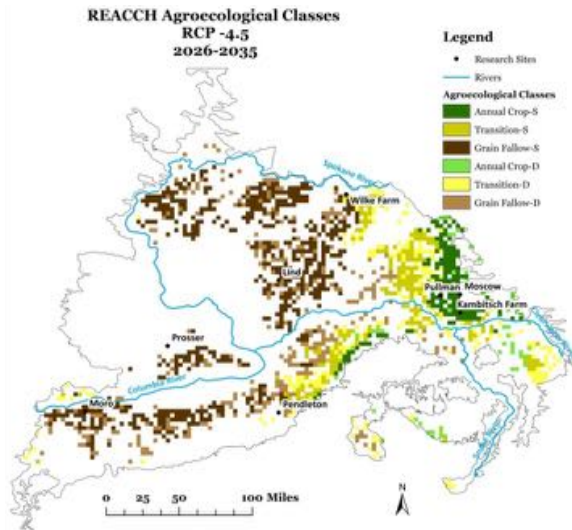 REACCH Agroecological Classes
RCP -4.5
2026-2035
Legend
Research Sites
Rivers
Agroecological Classes
Annual Crop-S
Transition-S
Grain Fallow-S
Annual Crop-D
Transition-D
Grain Fallow-D
Spokane River
Wilke Farm
Lind
Pullman Moscow
Kambitsch Farm
Prosser
Columbia River
Moro
Pendleton
N
0 25 50 100 Miles